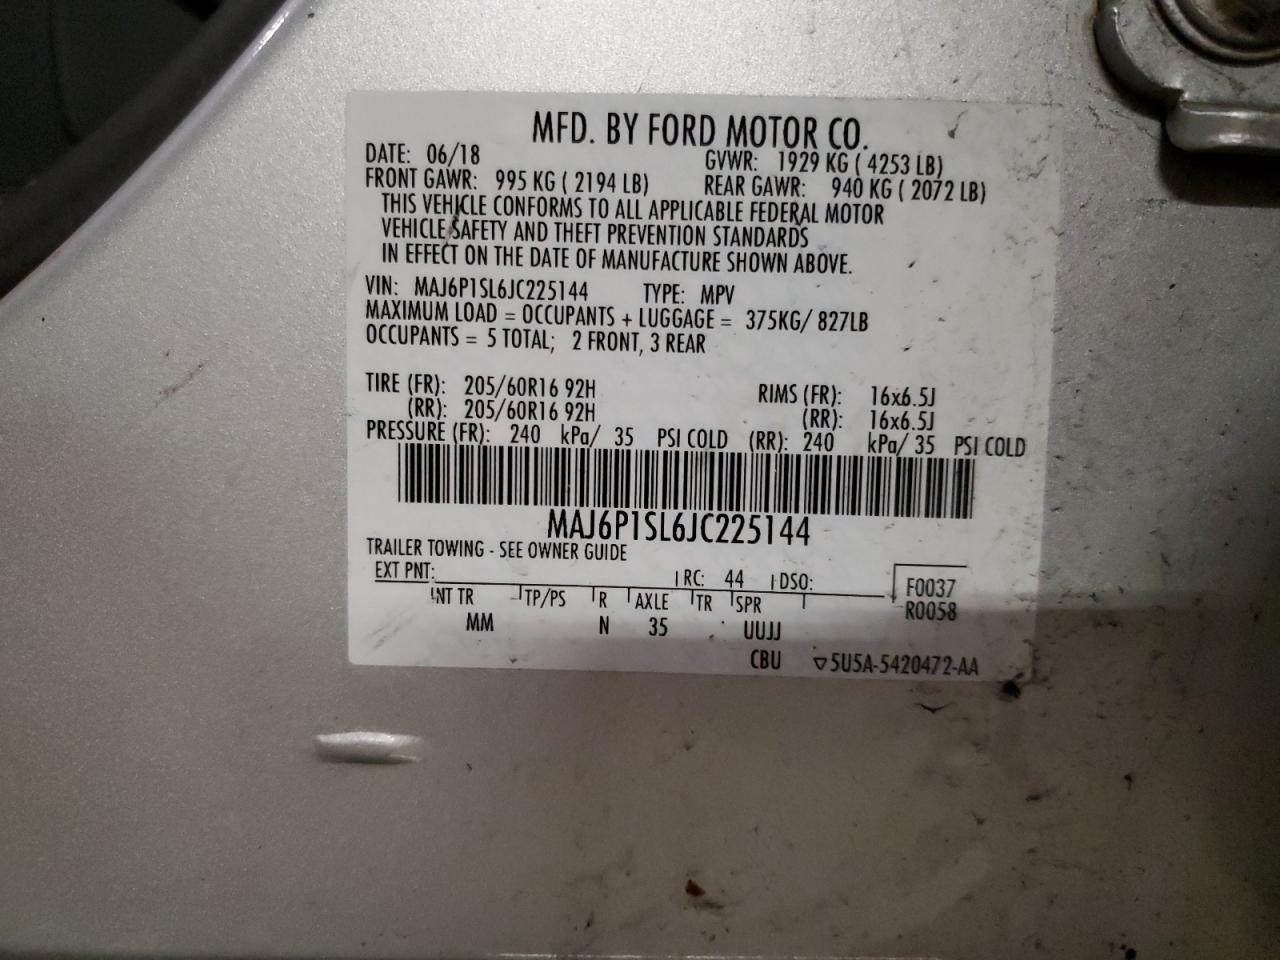 MFD. BY FORD MOTOR CO.
DATE: 06/18 GVWR: 1929 KG ( 4253 LB)
FRONT GAWR: 995 KG ( 2194 LB) REAR GAWR: 940 KG ( 2072 LB)
THIS VEHICLE CONFORMS TO ALL APPLICABLE FEDERAL MOTOR
VEHICLE SAFETY AND THEFT PREVENTION STANDARDS
IN EFFECT ON THE DATE OF MANUFACTURE SHOWN ABOVE.
VIN: MAJ6P1SL6JC225144 TYPE: MPV
MAXIMUM LOAD = OCCUPANTS + LUGGAGE = 375KG/ 827LB
OCCUPANTS = 5 TOTAL; 2 FRONT, 3 REAR
TIRE (FR): 205/60R16 92H RIMS (FR): 16x6.5J
(RR): 205/60R16 92H (RR): 16x6.5J
PRESSURE (FR): 240 kPa/ 35 PSI COLD (RR): 240 kPa/ 35 PSI COLD
MAJ6P1SL6JC225144
TRAILER TOWING - SEE OWNER GUIDE
EXT PNT: RC: 44 DSO: F0037
INT TR TP/PS R AXLE TR SPR R0058
MM N 35 UUJJ
CBU ▽5U5A-5420472-AA